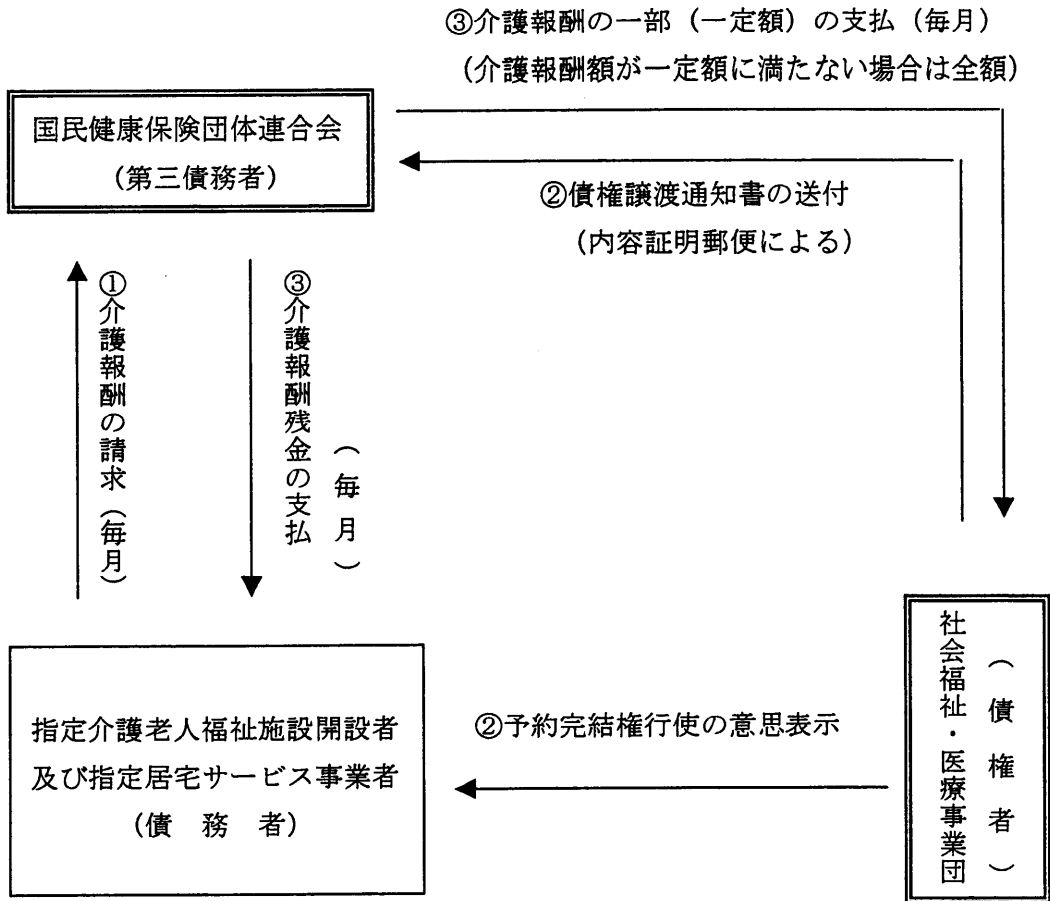 ③介護報酬の一部（一定額）の支払（毎月）
（介護報酬額が一定額に満たない場合は全額）
国民健康保険団体連合会
（第三債務者）
②債権譲渡通知書の送付
（内容証明郵便による）
①介護報酬の請求（毎月）
③介護報酬残金の支払
（毎月）
指定介護老人福祉施設開設者
及び指定居宅サービス事業者
（債　務　者）
②予約完結権行使の意思表示
社会福祉・医療事業団
（債権者）